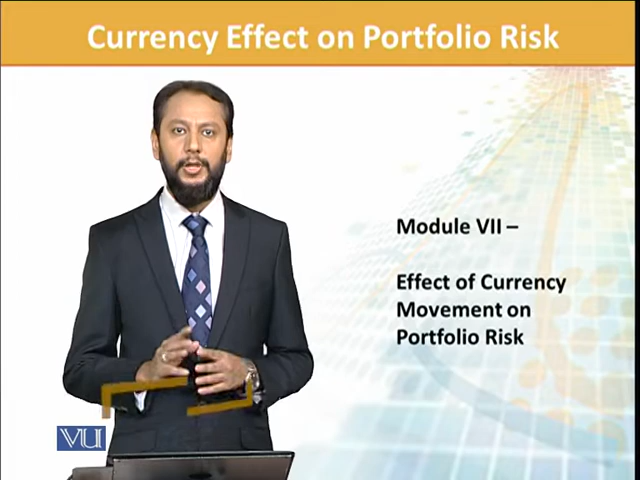 Currency Effect on Portfolio Risk
Module VII –
Effect of Currency
Movement on
Portfolio Risk
VU